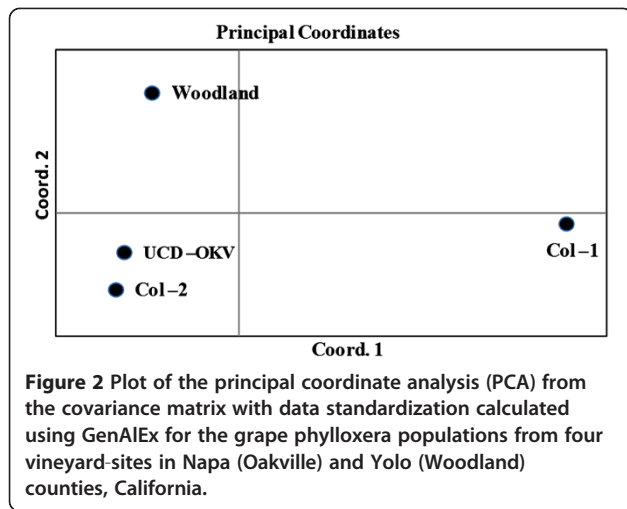 Principal Coordinates
Woodland
Coord. 2
Col–1
UCD–OKV
Col–2
Coord. 1
Figure 2 Plot of the principal coordinate analysis (PCA) from
the covariance matrix with data standardization calculated
using GenAlEx for the grape phylloxera populations from four
vineyard-sites in Napa (Oakville) and Yolo (Woodland)
counties, California.